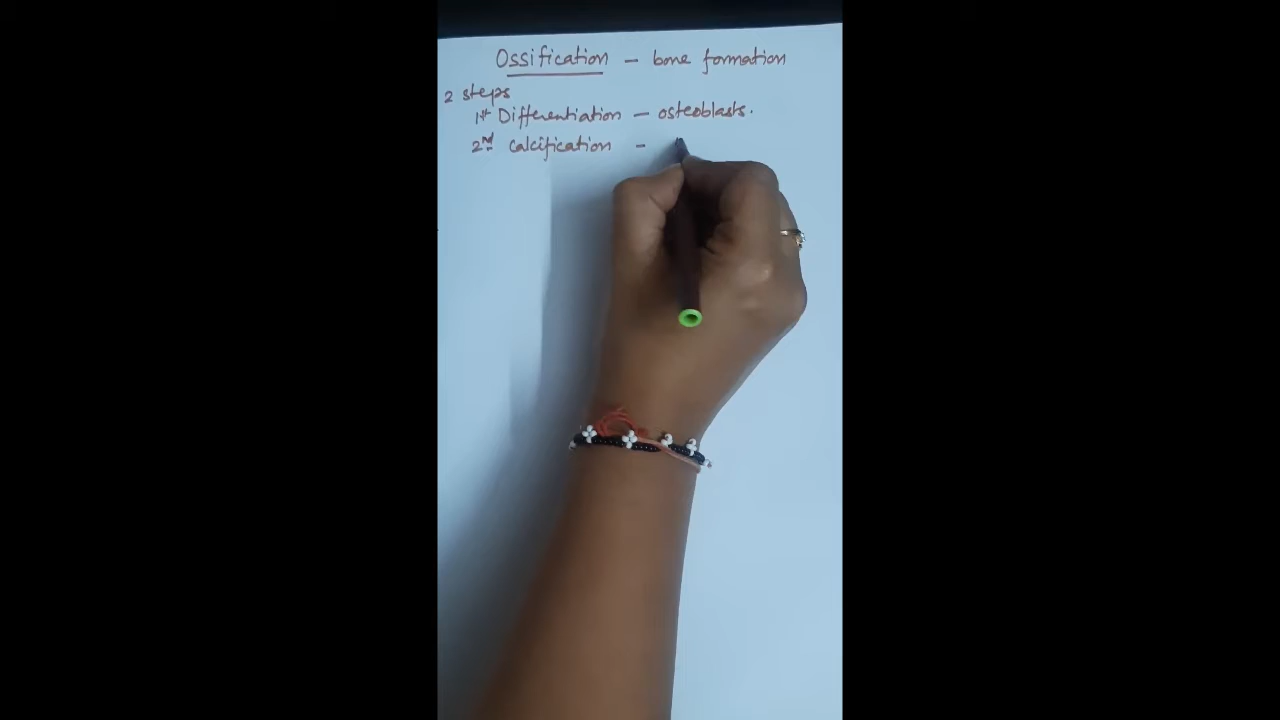 Ossification - bone formation
2 steps
1st Differentiation - osteoblasts.
2nd Calcification -